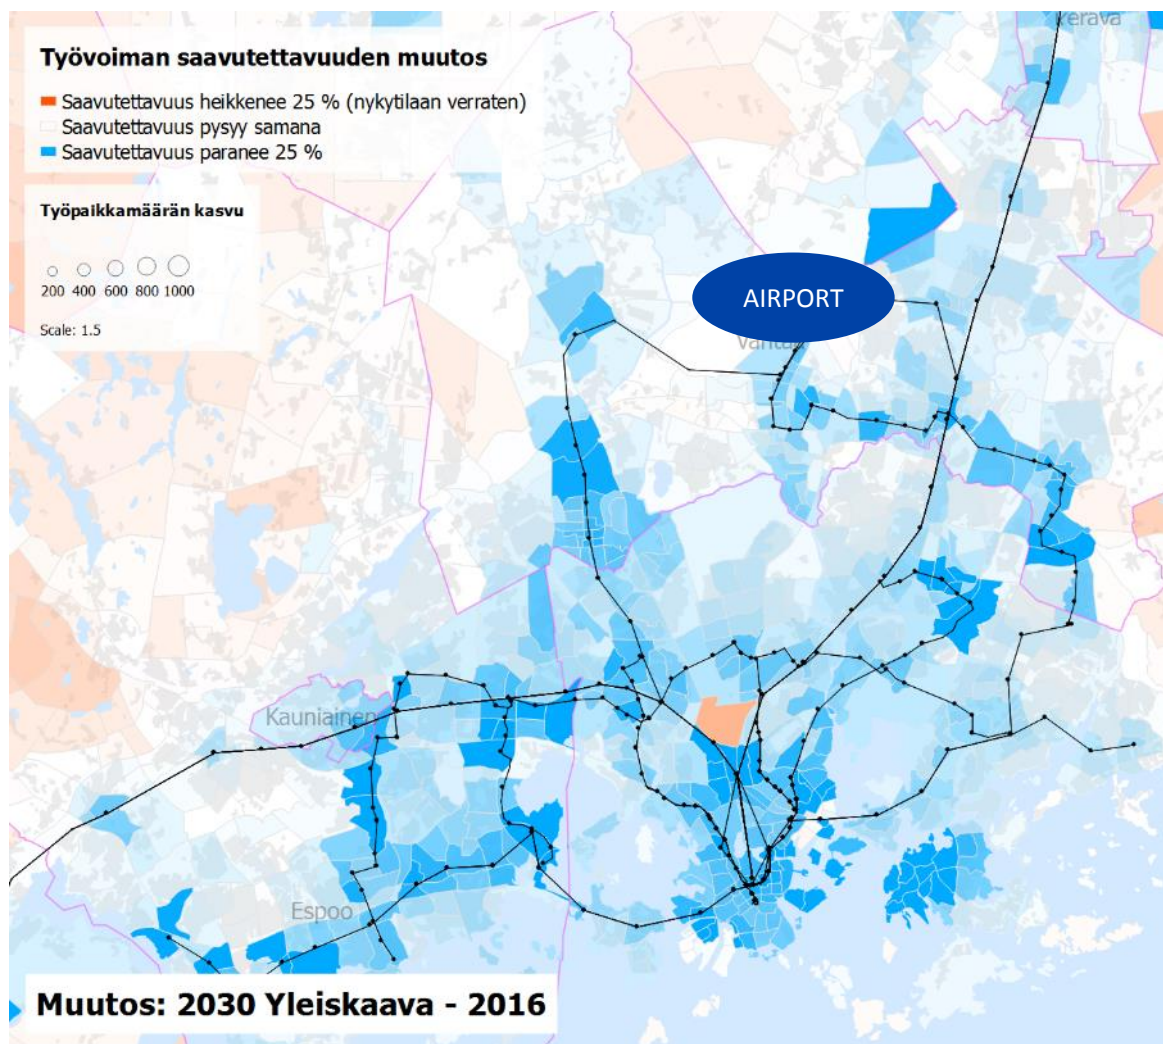 Kerava
Työvoiman saavutettavuuden muutos
Saavutettavuus heikkenee 25 % (nykytilaan verraten)
Saavutettavuus pysyy samana
Saavutettavuus paranee 25 %
Työpaikkamäärän kasvu
200 400 600 800 1000
Scale: 1.5
AIRPORT
Vantaa
Kauniainen
Espoo
Muutos: 2030 Yleiskaava - 2016